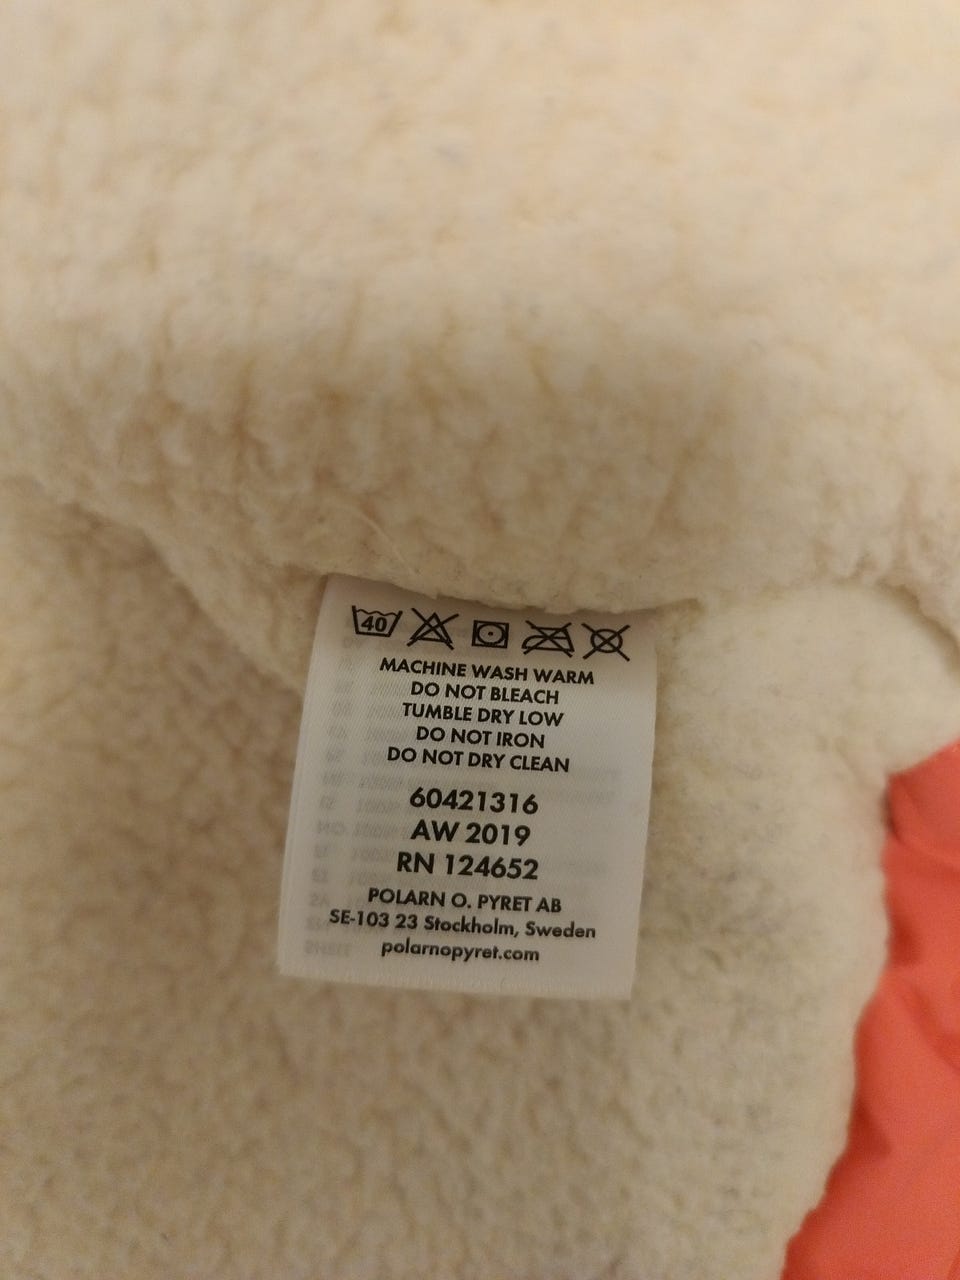 40
MACHINE WASH WARM
DO NOT BLEACH
TUMBLE DRY LOW
DO NOT IRON
DO NOT DRY CLEAN
60421316
AW 2019
RN 124652
POLARN O. PYRET AB
SE-103 23 Stockholm, Sweden
polarnopyret.com